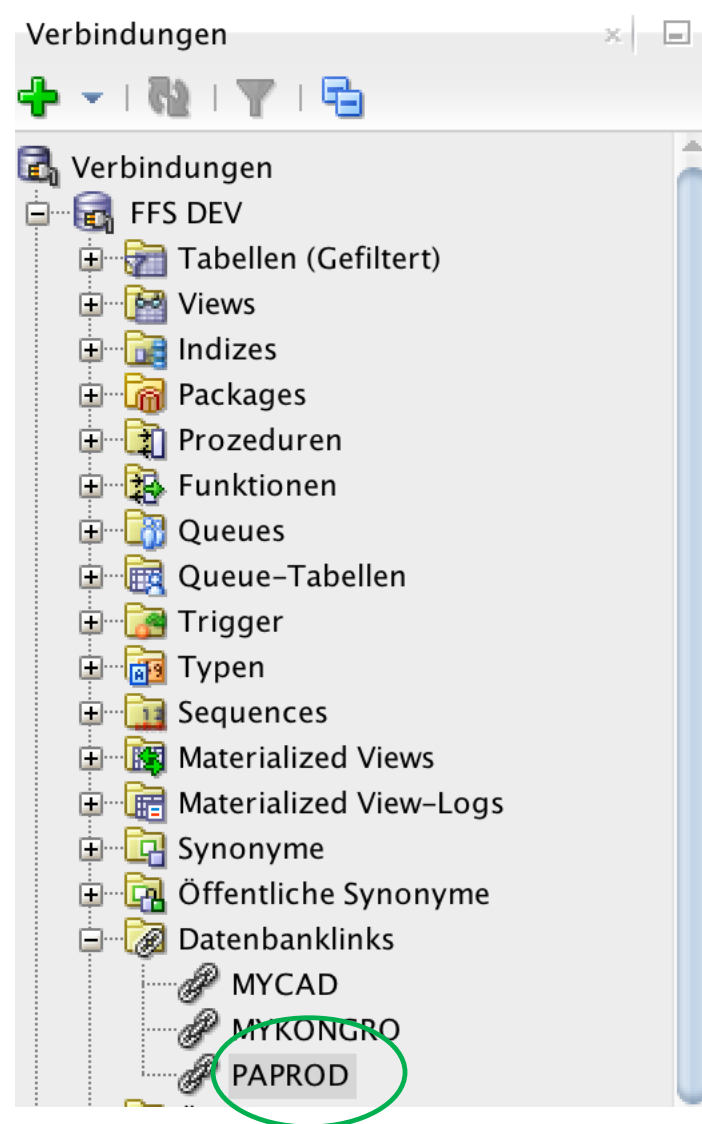 Verbindungen
Verbindungen
FFS DEV
Tabellen (Gefiltert)
Views
Indizes
Packages
Prozeduren
Funktionen
Queues
Queue-Tabellen
Trigger
Typen
Sequences
Materialized Views
Materialized View-Logs
Synonyme
Öffentliche Synonyme
Datenbanklinks
MYCAD
MYKONGRO
PAPROD